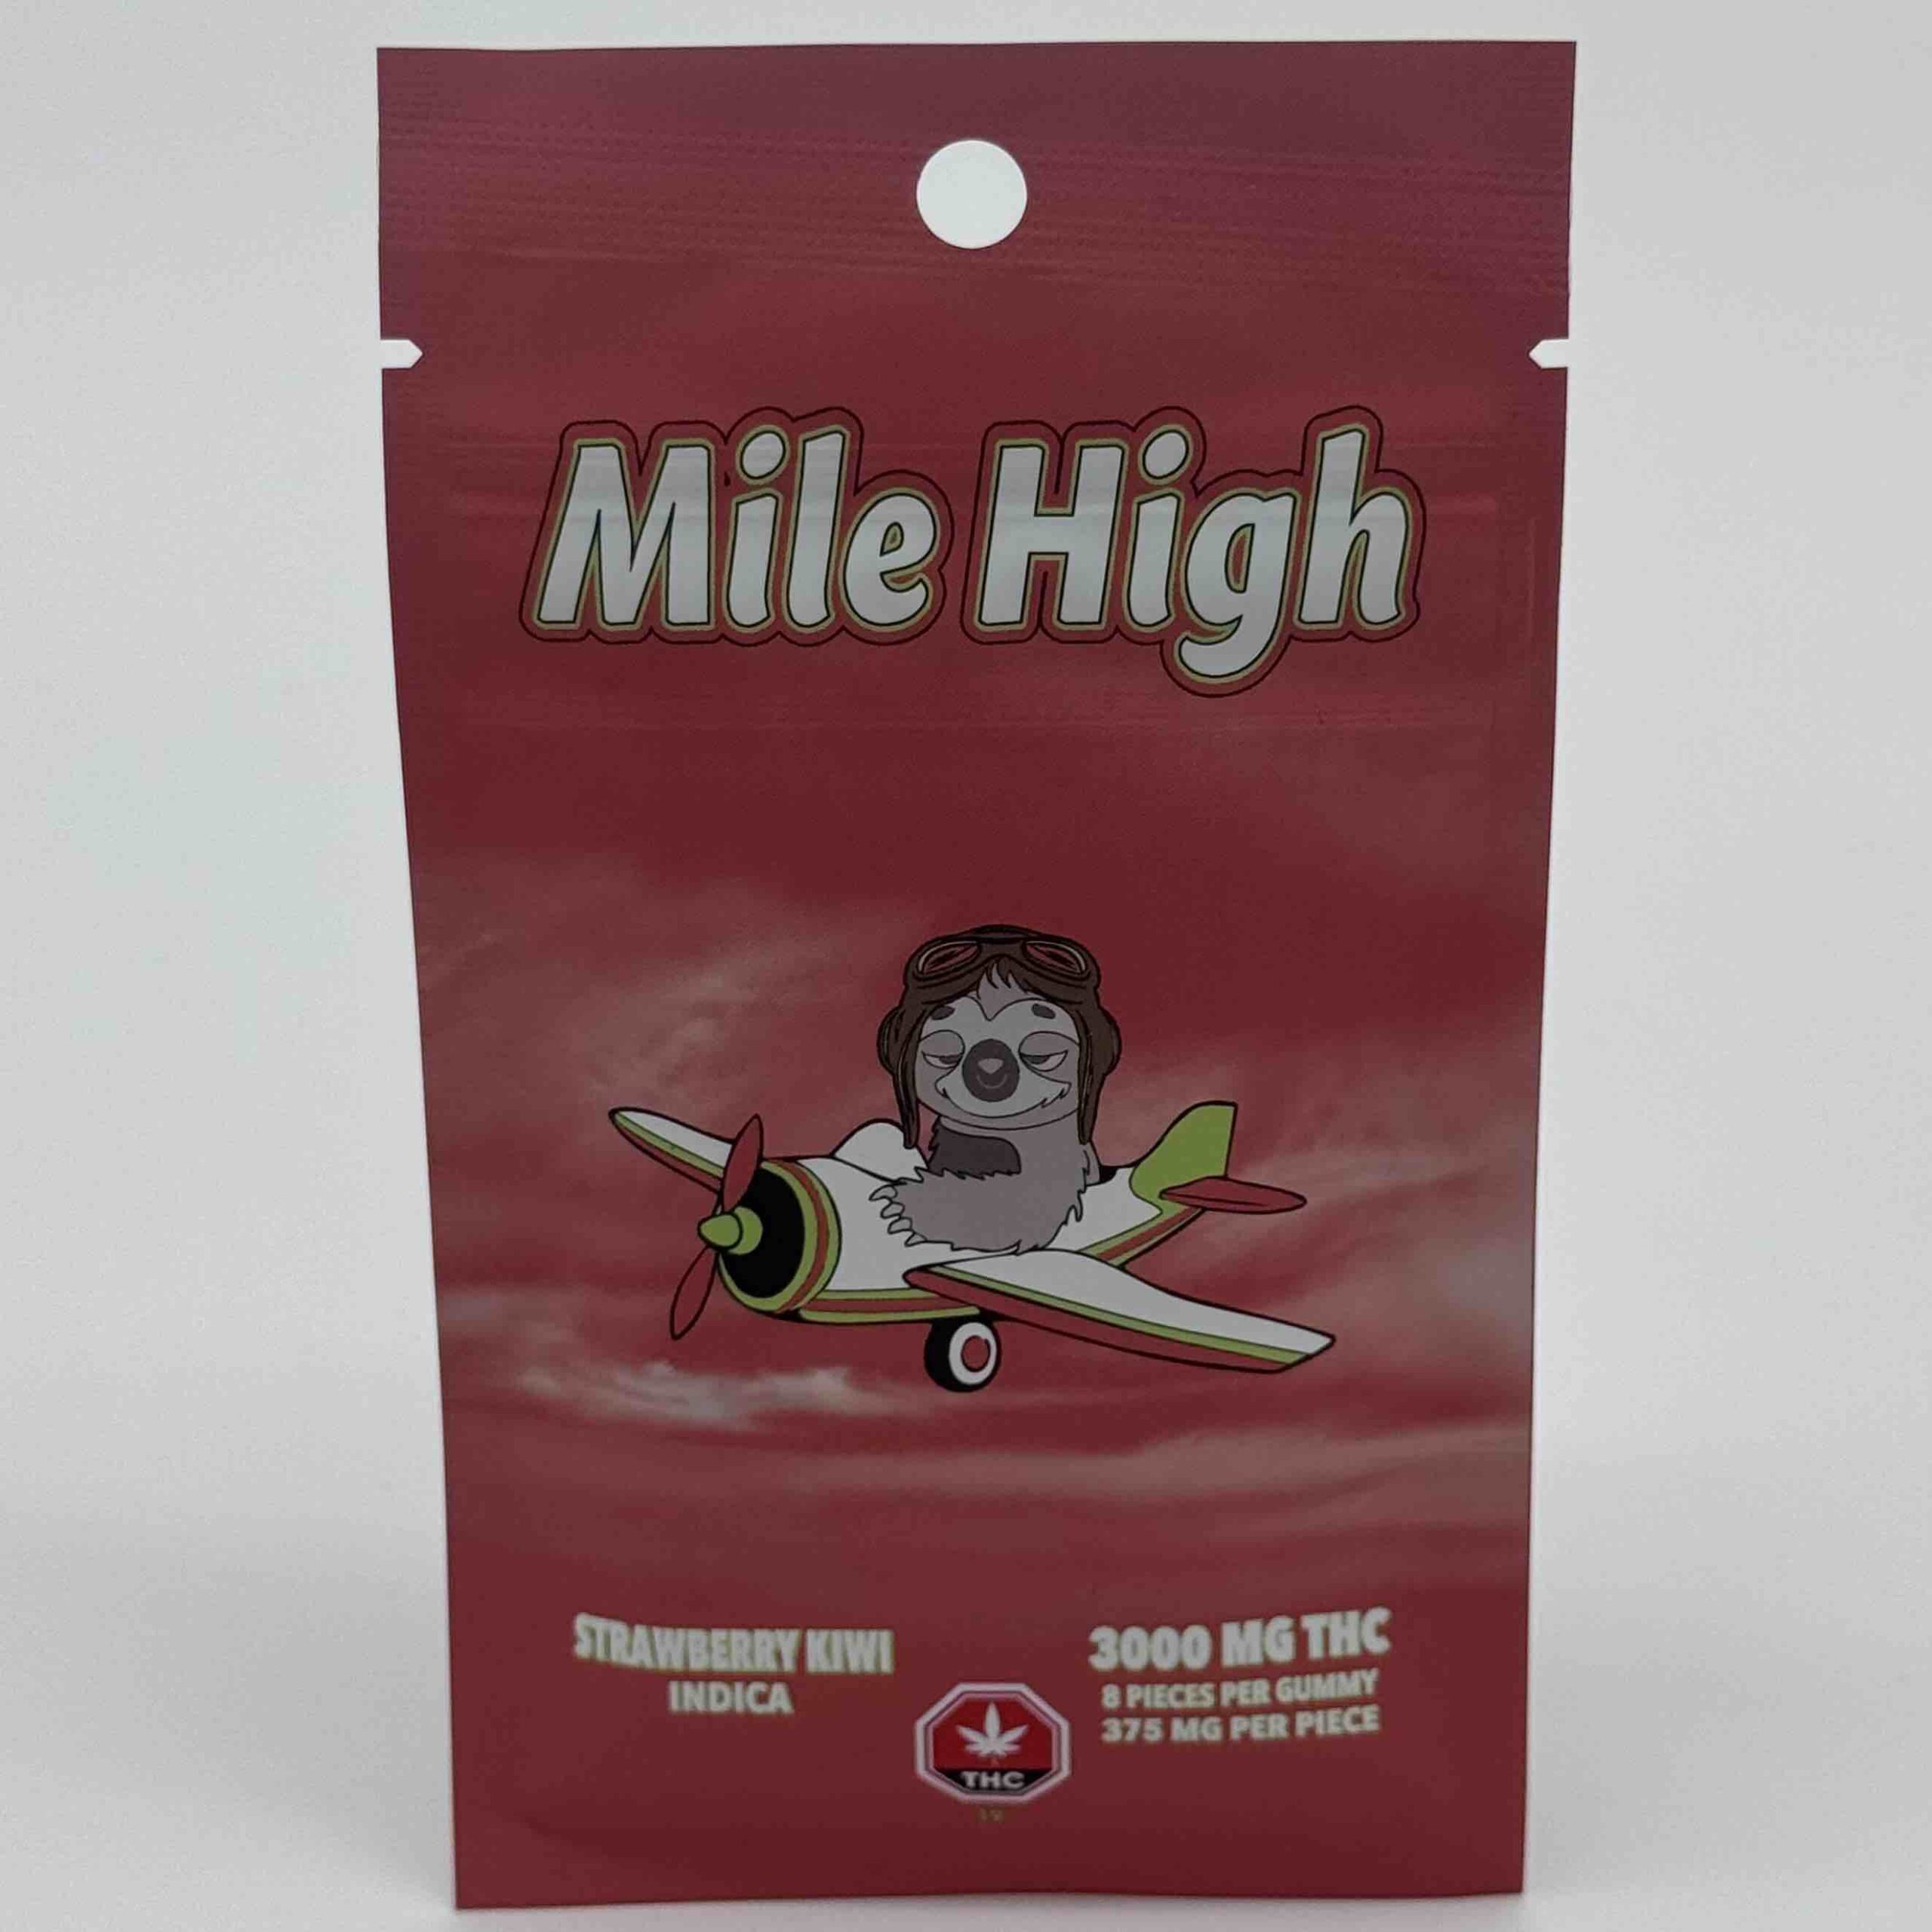 Mile High
STRAWBERRY KIWI
INDICA
3000 MG THC
8 PIECES PER GUMMY
375 MG PER PIECE
THC